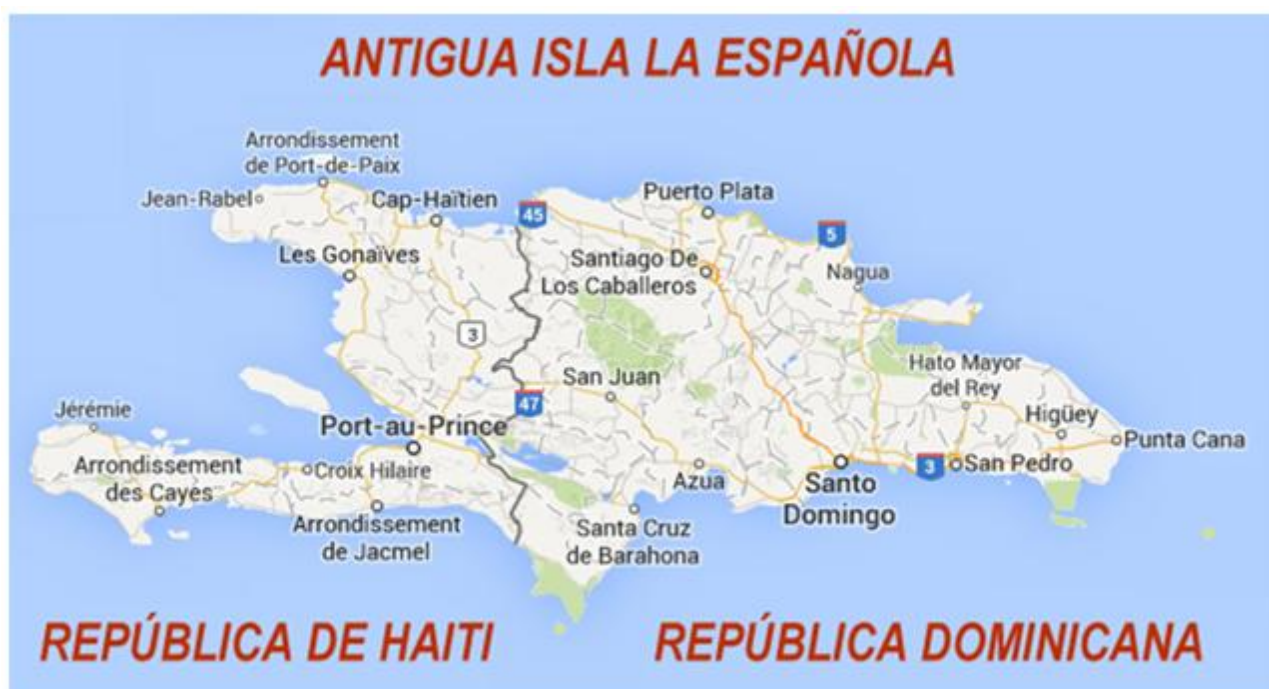 ANTIGUA ISLA LA ESPAÑOLA
Arrondissement
de Port-de-Paix
Jean-Rabel
Cap-Haïtien
45
Puerto Plata
5
Les Gonaïves
Santiago De
Los Caballeros
Nagua
3
Hato Mayor
del Rey
San Juan
47
Jérémie
Port-au-Prince
Higüey
Punta Cana
Arrondissement
des Cayes
Croix Hilaire
Azua
Santo
Domingo
3
San Pedro
Arrondissement
de Jacmel
Santa Cruz
de Barahona
REPÚBLICA DE HAITI
REPÚBLICA DOMINICANA